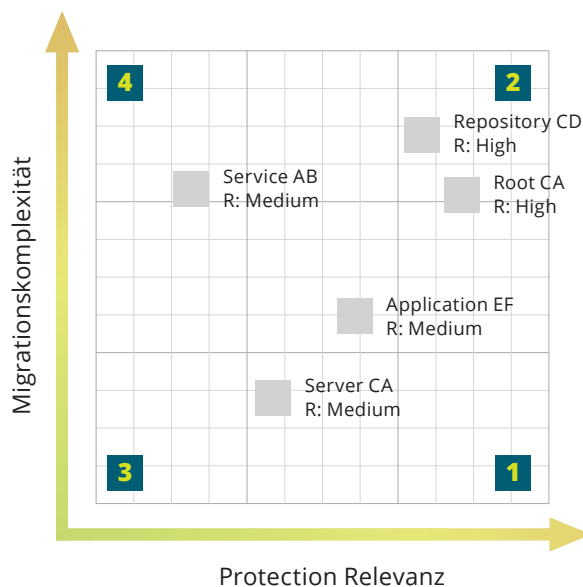 4
2
Repository CD
R: High
Service AB
R: Medium
Root CA
R: High
Migrationskomplexität
Application EF
R: Medium
Server CA
R: Medium
3
1
Protection Relevanz